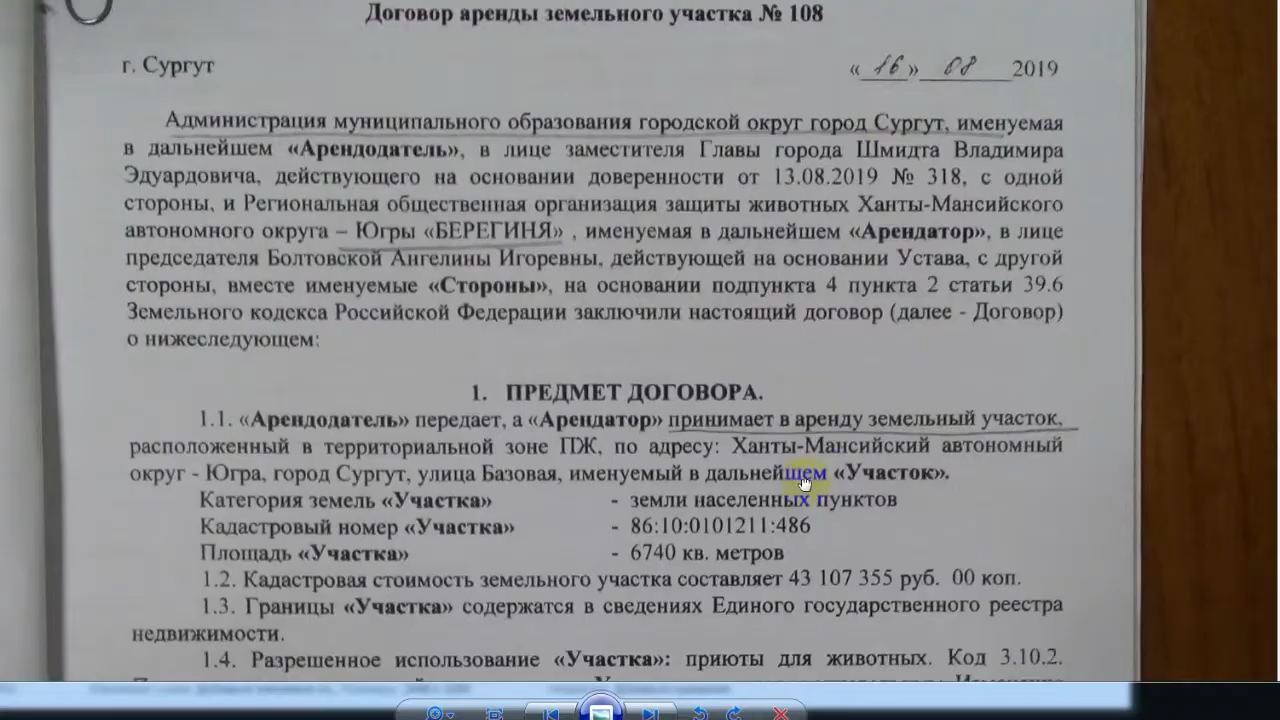 Договор аренды земельного участка № 108
г. Сургут «16» 08 2019
Администрация муниципального образования городской округ город Сургут, именуемая
в дальнейшем «Арендодатель», в лице заместителя Главы города Шмидта Владимира
Эдуардовича, действующего на основании доверенности от 13.08.2019 № 318, с одной
стороны, и Региональная общественная организация защиты животных Ханты-Мансийского
автономного округа – Югры «БЕРЕГИНЯ» , именуемая в дальнейшем «Арендатор», в лице
председателя Болтовской Ангелины Игоревны, действующей на основании Устава, с другой
стороны, вместе именуемые «Стороны», на основании подпункта 4 пункта 2 статьи 39.6
Земельного кодекса Российской Федерации заключили настоящий договор (далее - Договор)
о нижеследующем:
1. ПРЕДМЕТ ДОГОВОРА.
1.1. «Арендодатель» передает, а «Арендатор» принимает в аренду земельный участок,
расположенный в территориальной зоне ПЖ, по адресу: Ханты-Мансийский автономный
округ - Югра, город Сургут, улица Базовая, именуемый в дальнейшем «Участок».
Категория земель «Участка» - земли населенных пунктов
Кадастровый номер «Участка» - 86:10:0101211:486
Площадь «Участка» - 6740 кв. метров
1.2. Кадастровая стоимость земельного участка составляет 43 107 355 руб. 00 коп.
1.3. Границы «Участка» содержатся в сведениях Единого государственного реестра
недвижимости.
1.4. Разрешенное использование «Участка»: приюты для животных. Код 3.10.2.